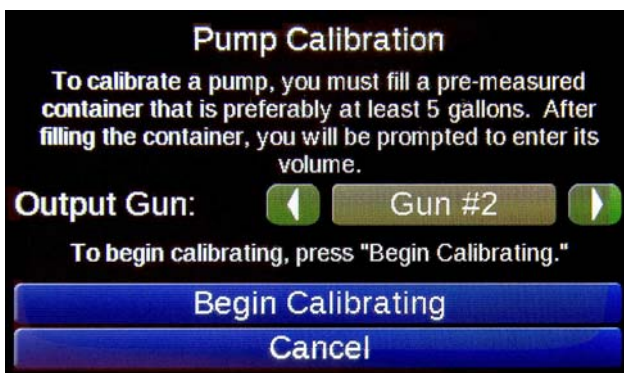 Pump Calibration
To calibrate a pump, you must fill a pre-measured
container that is preferably at least 5 gallons. After
filling the container, you will be prompted to enter its
volume.
Output Gun: Gun #2
To begin calibrating, press "Begin Calibrating."
Begin Calibrating
Cancel